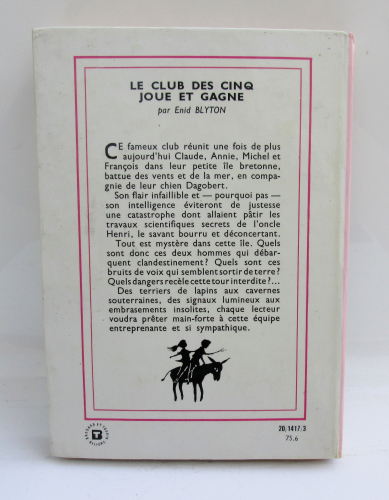 LE CLUB DES CINQ
JOUE ET GAGNE
par Enid BLYTON
CE fameux club réunit une fois de plus
aujourd'hui Claude, Annie, Michel et
François dans leur petite île bretonne,
battue des vents et de la mer, en compa-
gnie de leur chien Dagobert.
Son flair infaillible et — pourquoi pas —
son intelligence éviteront de justesse
une catastrophe dont allaient pâtir les
travaux scientifiques secrets de l'oncle
Henri, le savant bourru et déconcertant.
Tout est mystère dans cette île. Quels
sont donc ces deux hommes qui débar-
quent clandestinement ? Quels sont ces
bruits de voix qui semblent sortir de terre ?
Quels dangers recèle cette tour interdite ?...
Des terriers de lapins aux cavernes
souterraines, des signaux lumineux aux
embrasements insolites, chaque lecteur
voudra prêter main-forte à cette équipe
entreprenante et si sympathique.
20/1417/3
75.6